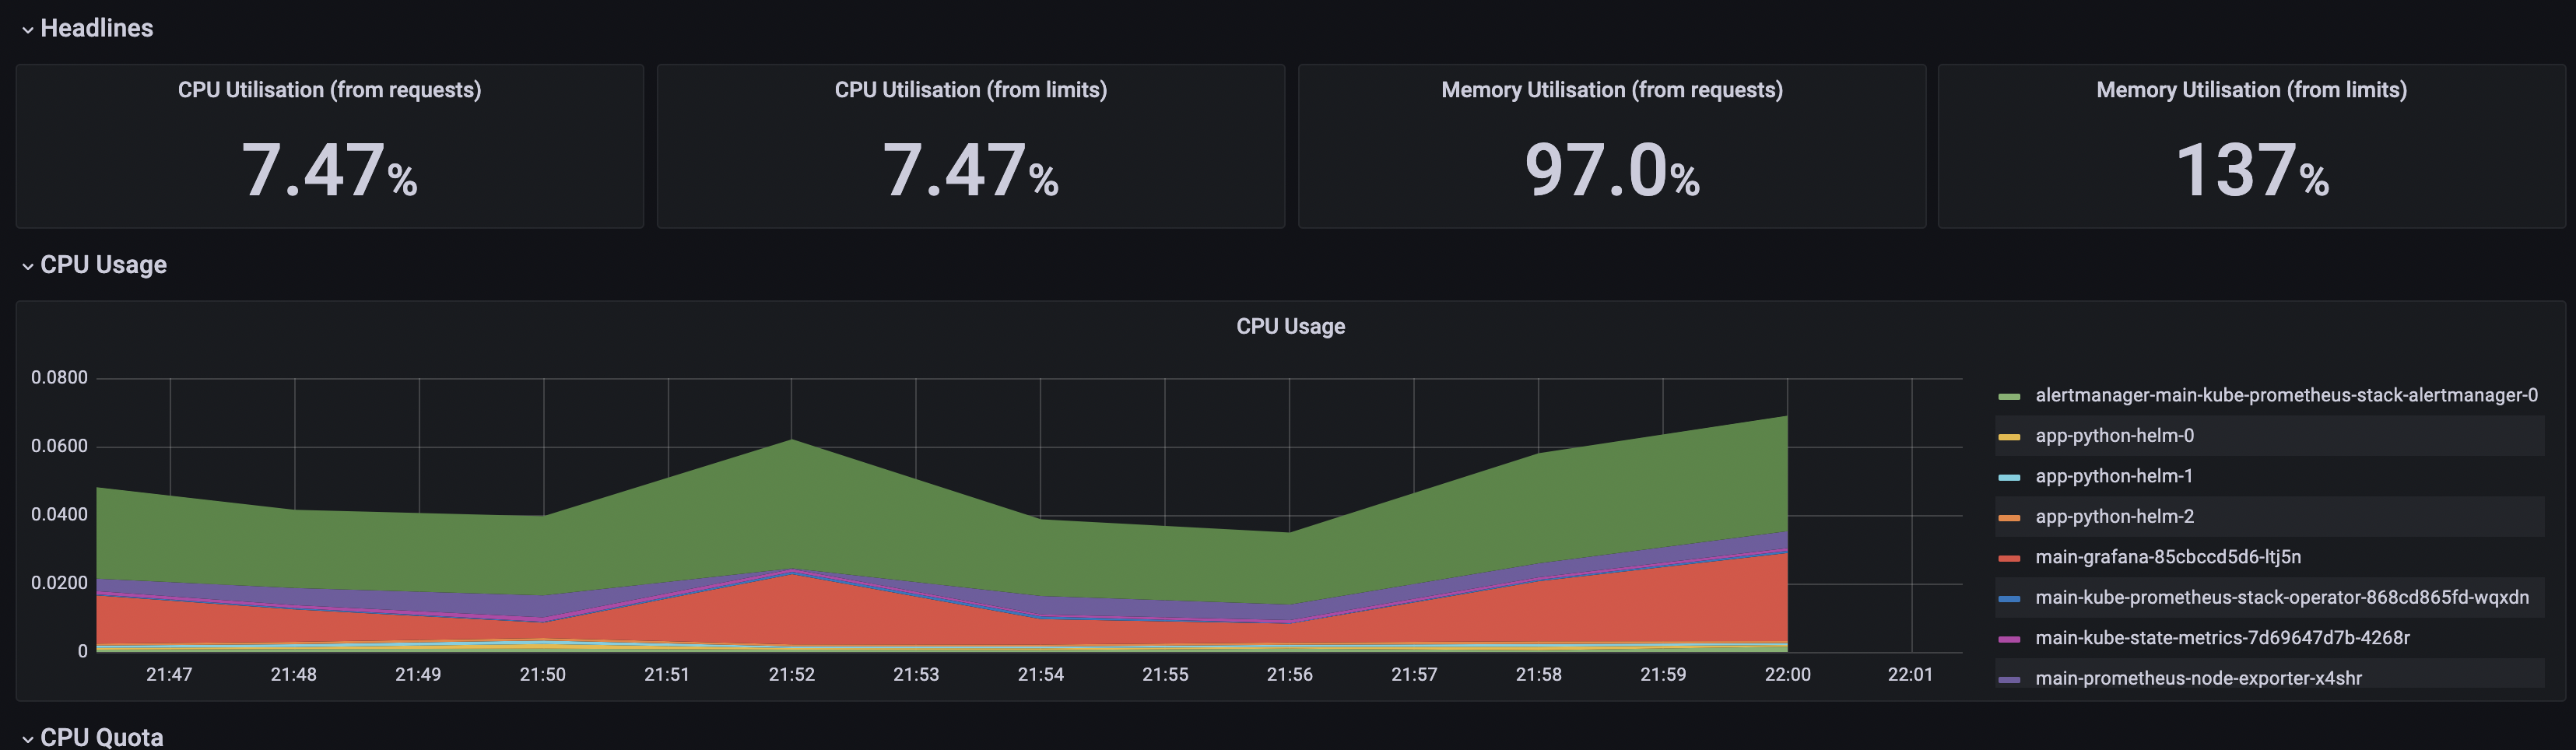 Headlines
CPU Utilisation (from requests)
CPU Utilisation (from limits)
Memory Utilisation (from requests)
Memory Utilisation (from limits)
7.47%
7.47%
97.0%
137%
CPU Usage
CPU Usage
0.0800
0.0600
0.0400
0.0200
0
21:47
21:48
21:49
21:50
21:51
21:52
21:53
21:54
21:55
21:56
21:57
21:58
21:59
22:00
22:01
alertmanager-main-kube-prometheus-stack-alertmanager-0
app-python-helm-0
app-python-helm-1
app-python-helm-2
main-grafana-85cbccd5d6-ltj5n
main-kube-prometheus-stack-operator-868cd865fd-wqxdn
main-kube-state-metrics-7d69647d7b-4268r
main-prometheus-node-exporter-x4shr
CPU Quota